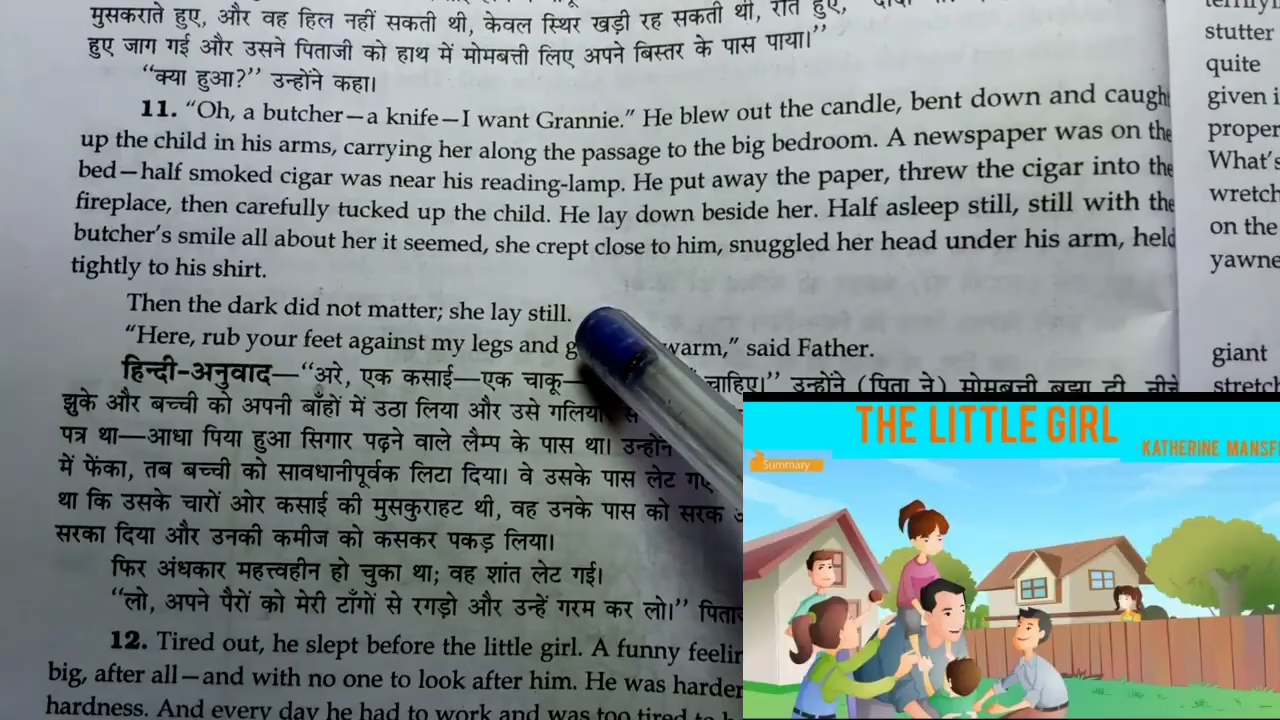 मुसकराते हुए, और वह हिल नहीं सकती थी, केवल स्थिर खड़ी रह सकती थी, रोते हुए,
हुए जाग गई और उसने पिताजी को हाथ में मोमबत्ती लिए अपने बिस्तर के पास पाया।”
“क्या हुआ?” उन्होंने कहा।
11. “Oh, a butcher—a knife—I want Grannie.” He blew out the candle, bent down and caugh
up the child in his arms, carrying her along the passage to the big bedroom. A newspaper was on the
bed—half smoked cigar was near his reading-lamp. He put away the paper, threw the cigar into the
fireplace, then carefully tucked up the child. He lay down beside her. Half asleep still, still with the
butcher’s smile all about her it seemed, she crept close to him, snuggled her head under his arm, held
tightly to his shirt.
Then the dark did not matter; she lay still.
“Here, rub your feet against my legs and g warm,” said Father.
हिन्दी-अनुवाद—“अरे, एक कसाई—एक चाकू— चाहिए।” उन्होंने (पिता ने) मोमबत्ती बुझा दी, नीचे
झुके और बच्ची को अपनी बाँहों में उठा लिया और उसे
पत्र था—आधा पिया हुआ सिगार पढ़ने वाले लैम्प के पास था। उन्होंने
में फेंका, तब बच्ची को सावधानीपूर्वक लिटा दिया। वे उसके पास लेट
था कि उसके चारों ओर कसाई की मुसकुराहट थी, वह उनके पास को सरक
सरका दिया और उनकी कमीज को कसकर पकड़ लिया।
फिर अंधकार महत्त्वहीन हो चुका था; वह शांत लेट गई।
“लो, अपने पैरों को मेरी टाँगों से रगड़ो और उन्हें गरम कर लो।”
12. Tired out, he slept before the little girl. A funny
big, after all—and with no one to look after him. He was harder
hardness. And every day he had to work and was too tired
stutter
quite
given i
proper
What’s
wretch
on the
yawne
giant
stretch
THE LITTLE GIRL
KATHERINE MANSF
Summary